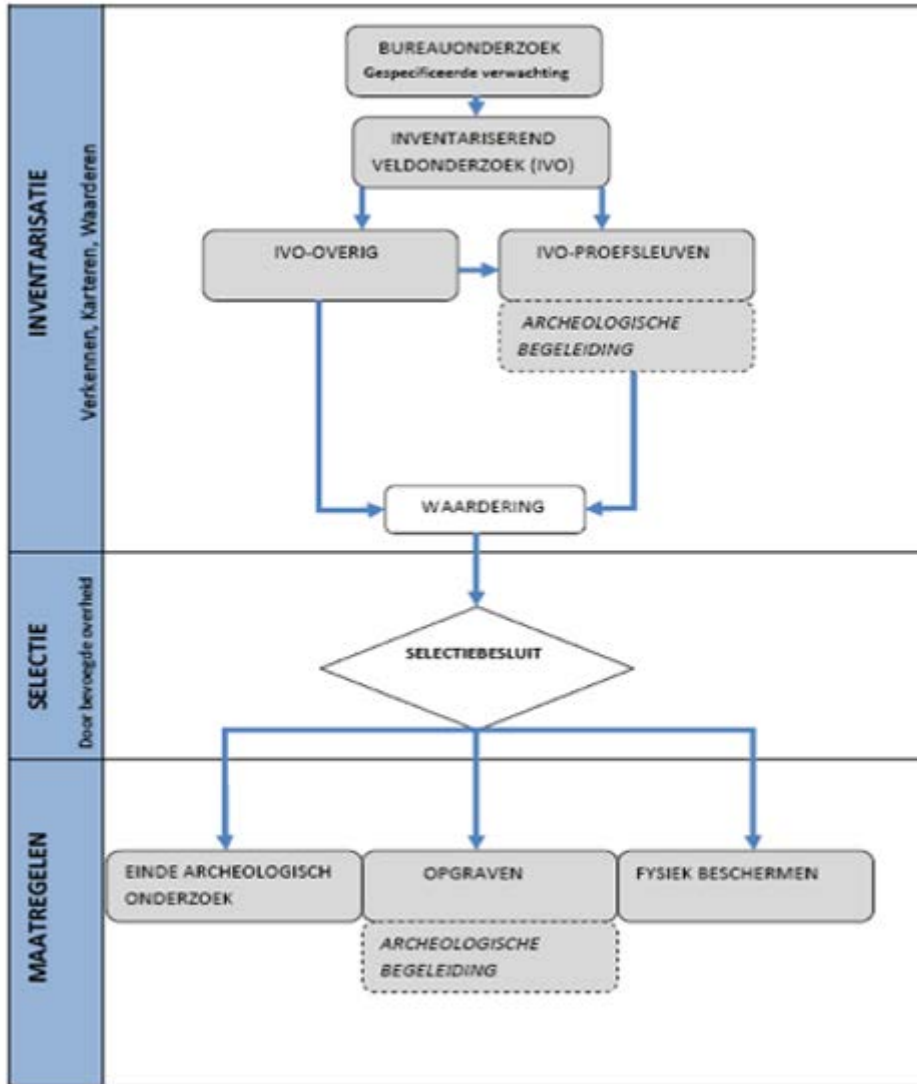 INVENTARISATIE
Verkennen, Karteren, Waarderen
BUREAUONDERZOEK
Gespecificeerde verwachting
INVENTARISEREND
VELDONDERZOEK (IVO)
IVO-OVERIG
IVO-PROEFSLEUVEN
ARCHEOLOGISCHE
BEGELEIDING
WAARDERING
SELECTIE
Door bevoegde overheid
SELECTIEBESLUIT
MAATREGELEN
EINDE ARCHEOLOGISCH
ONDERZOEK
OPGRAVEN
ARCHEOLOGISCHE
BEGELEIDING
FYSIEK BESCHERMEN